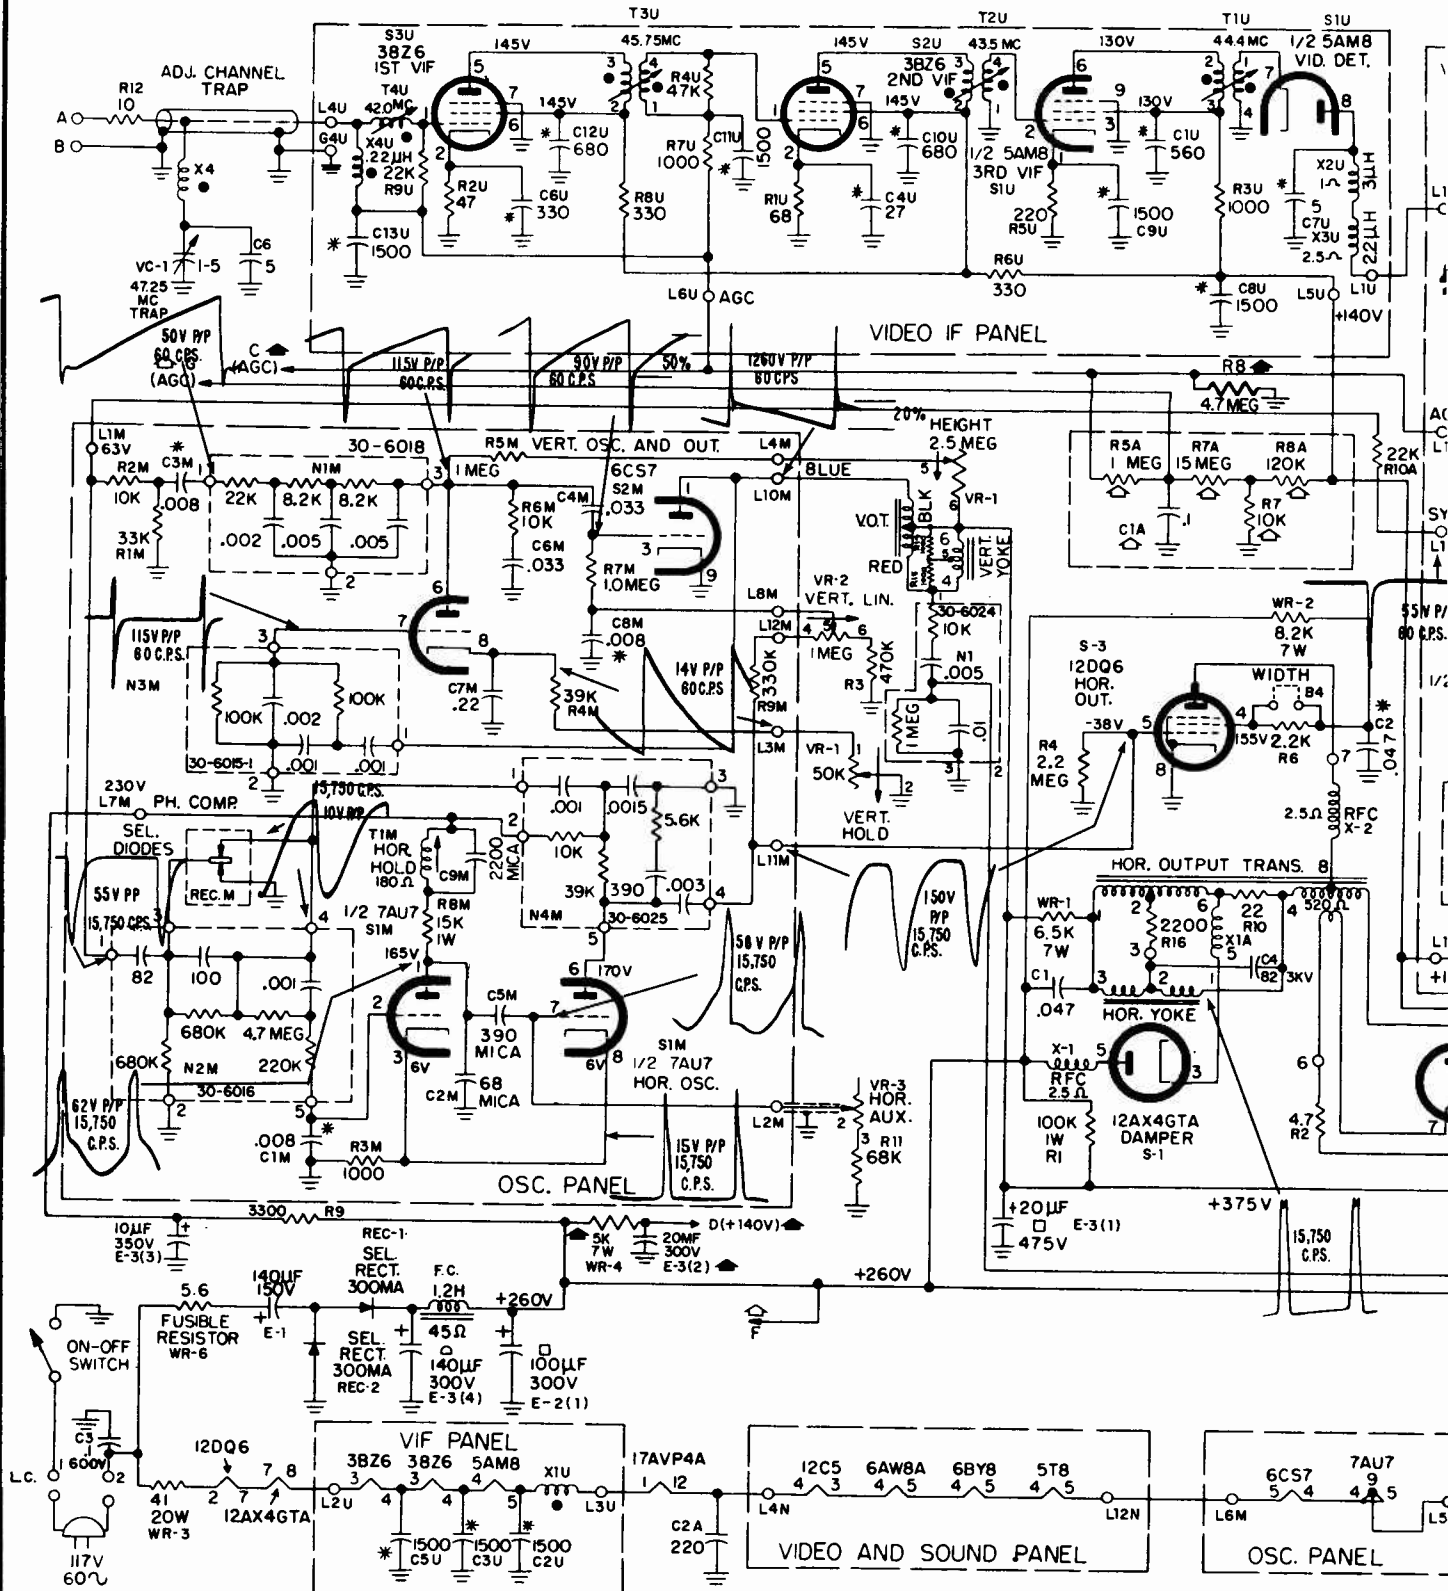 T3U
T2U
T1U
S1U
S3U
3BZ6
1ST VIF
145V
45.75MC
145V
S2U
3BZ6
2ND VIF
43.5 MC
130V
44.4MC
1/2 5AM8
VID. DET.
ADJ. CHANNEL
TRAP
R12
10
A
B
L4U
G4U
T4U
42.0 MC
X4U
.22µH
22K
R9U
145V
C12U
680
R4U
47K
R7U
1000
C11U
1500
145V
C10U
680
1/2 5AM8
3RD VIF
S1U
130V
C1U
560
X2U
1Ω
3µH
X4
R2U
47
C6U
330
R8U
330
R1U
68
C4U
27
220
R5U
1500
C9U
R3U
1000
5
C7U
X3U
2.5Ω
22µH
C13U
1500
C6
5
VC-1
1-5
47.25
MC
TRAP
R6U
330
L6U
AGC
C8U
1500
L5U
L1U
+140V
VIDEO IF PANEL
50V P/P
60 CPS.
C
(AGC)
G
(AGC)
115V P/P
60C.P.S.
90V P/P
60 C.P.S
50%
1260V P/P
60 CPS
R8
4.7 MEG
20%
L1M
63V
R2M
10K
C3M
.008
33K
R1M
30-6018
N1M
22K
8.2K
8.2K
.002
.005
.005
R5M
1 MEG
VERT. OSC. AND OUT.
6CS7
S2M
C4M
.033
R6M
10K
C6M
.033
R7M
1.0MEG
C8M
.008
L4M
BLUE
L10M
HEIGHT
2.5 MEG
VR-1
V.O.T.
BLK
RED
VERT.
YOKE
R5A
1 MEG
R7A
15 MEG
R8A
120K
C1A
.1
R7
10K
22K
R10A
115V P/P
60 C.P.S.
N3M
100K
.002
100K
.001
.001
30-6015-1
C7M
.22
39K
R4M
14V P/P
60C.P.S
L8M
L12M
VR-2
VERT. LIN.
1MEG
330K
R9M
R3
470K
L3M
VR-1
50K
VERT.
HOLD
30-6024
10K
N1
.005
1 MEG
.01
WR-2
8.2K
7W
S-3
12DQ6
HOR.
OUT.
WIDTH
B4
-38V
155V
2.2K
R6
C2
.047
R4
2.2
MEG
55V P/
60 C.P.S.
2.5Ω
RFC
X-2
230V
L7M
PH. COMP.
SEL.
DIODES
REC.M
15,750 C.P.S.
10V P/P
55V PP
15,750 CPS.
T1M
HOR.
HOLD
180Ω
C9M
2200
MICA
R8M
15K
1W
1/2 7AU7
S1M
.001
.0015
10K
5.6K
39K
390
.003
N4M
30-6025
L11M
150V
P/P
15,750
C.P.S.
HOR. OUTPUT TRANS.
WR-1
6.5K
7W
2200
R16
22
R10
X1A
520Ω
C4
82
3KV
C1
.047
HOR. YOKE
82
100
.001
680K
4.7 MEG
680K
N2M
220K
30-6016
165V
170V
C5M
390
MICA
6V
6V
C2M
68
MICA
S1M
1/2 7AU7
HOR. OSC.
56 V P/P
15,750
C.P.S.
X-1
RFC
2.5Ω
12AX4GTA
DAMPER
S-1
100K
1W
R1
4.7
R2
62V P/P
15,750
C.P.S.
.008
C1M
R3M
1000
OSC. PANEL
15V P/P
15,750
C.P.S.
L2M
VR-3
HOR.
AUX.
R11
68K
+20µF
475V
E-3(1)
+375V
15,750
C.P.S.
3300
R9
10µF
350V
E-3(3)
5K
7W
WR-4
20MF
300V
E-3(2)
D(+140V)
REC-1
SEL.
RECT.
300MA
F.C.
1.2H
45Ω
+260V
+260V
F
5.6
FUSIBLE
RESISTOR
WR-6
140µF
150V
E-1
SEL.
RECT.
300MA
REC-2
140µF
300V
E-3(4)
100µF
300V
E-2(1)
ON-OFF
SWITCH
C3
.1
600V
I.C.
117V
60~
41
20W
WR-3
12DQ6
12AX4GTA
VIF PANEL
3BZ6
3BZ6
5AM8
X1U
L2U
L3U
1500
C5U
1500
C3U
1500
C2U
17AVP4A
C2A
220
12C5
6AW8A
6BY8
5T8
L4N
L12N
VIDEO AND SOUND PANEL
6CS7
7AU7
L6M
OSC. PANEL